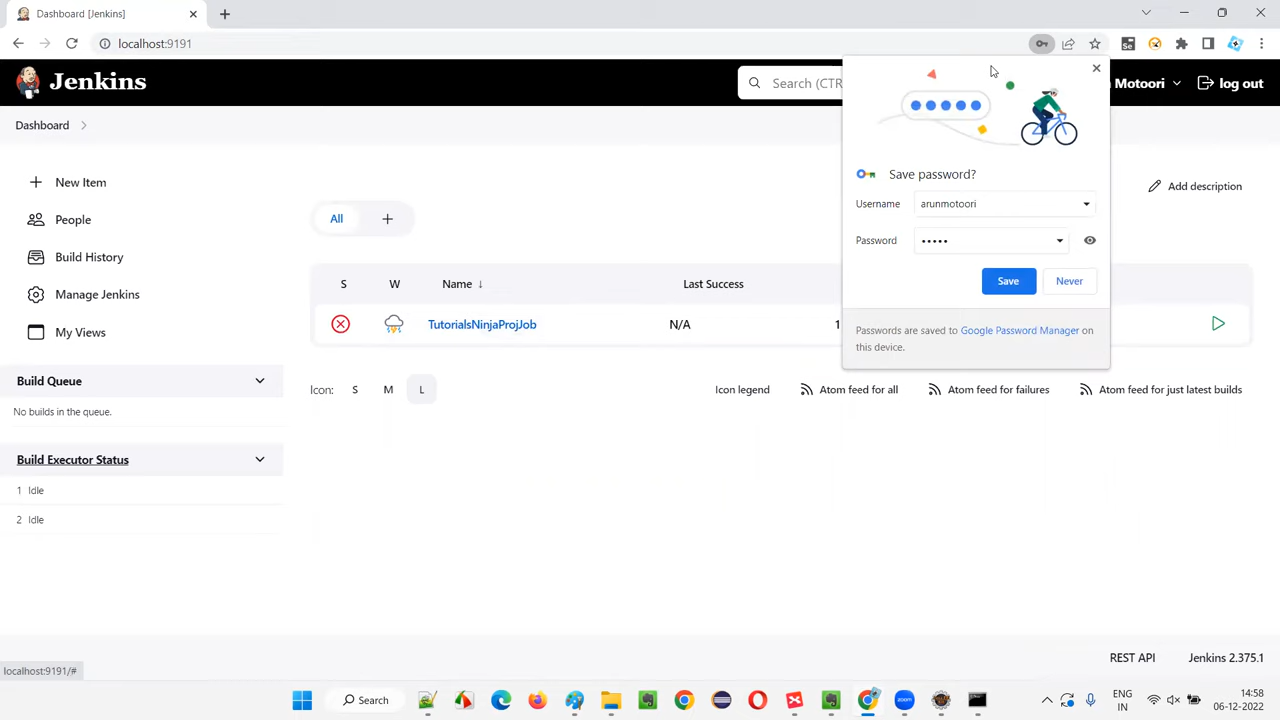 Dashboard [Jenkins]
localhost:9191
Jenkins
Search (CTR
Motoori
log out
Dashboard
New Item
People
Build History
Manage Jenkins
My Views
Build Queue
No builds in the queue.
Build Executor Status
1 Idle
2 Idle
All
Add description
S W Name ↓ Last Success
TutorialsNinjaProjJob N/A 1
Icon: S M L
Icon legend
Atom feed for all
Atom feed for failures
Atom feed for just latest builds
Save password?
Username arunmotoori
Password •••••
Save
Never
Passwords are saved to Google Password Manager on
this device.
REST API
Jenkins 2.375.1
localhost:9191/#
Search
ENG
IN
14:58
06-12-2022